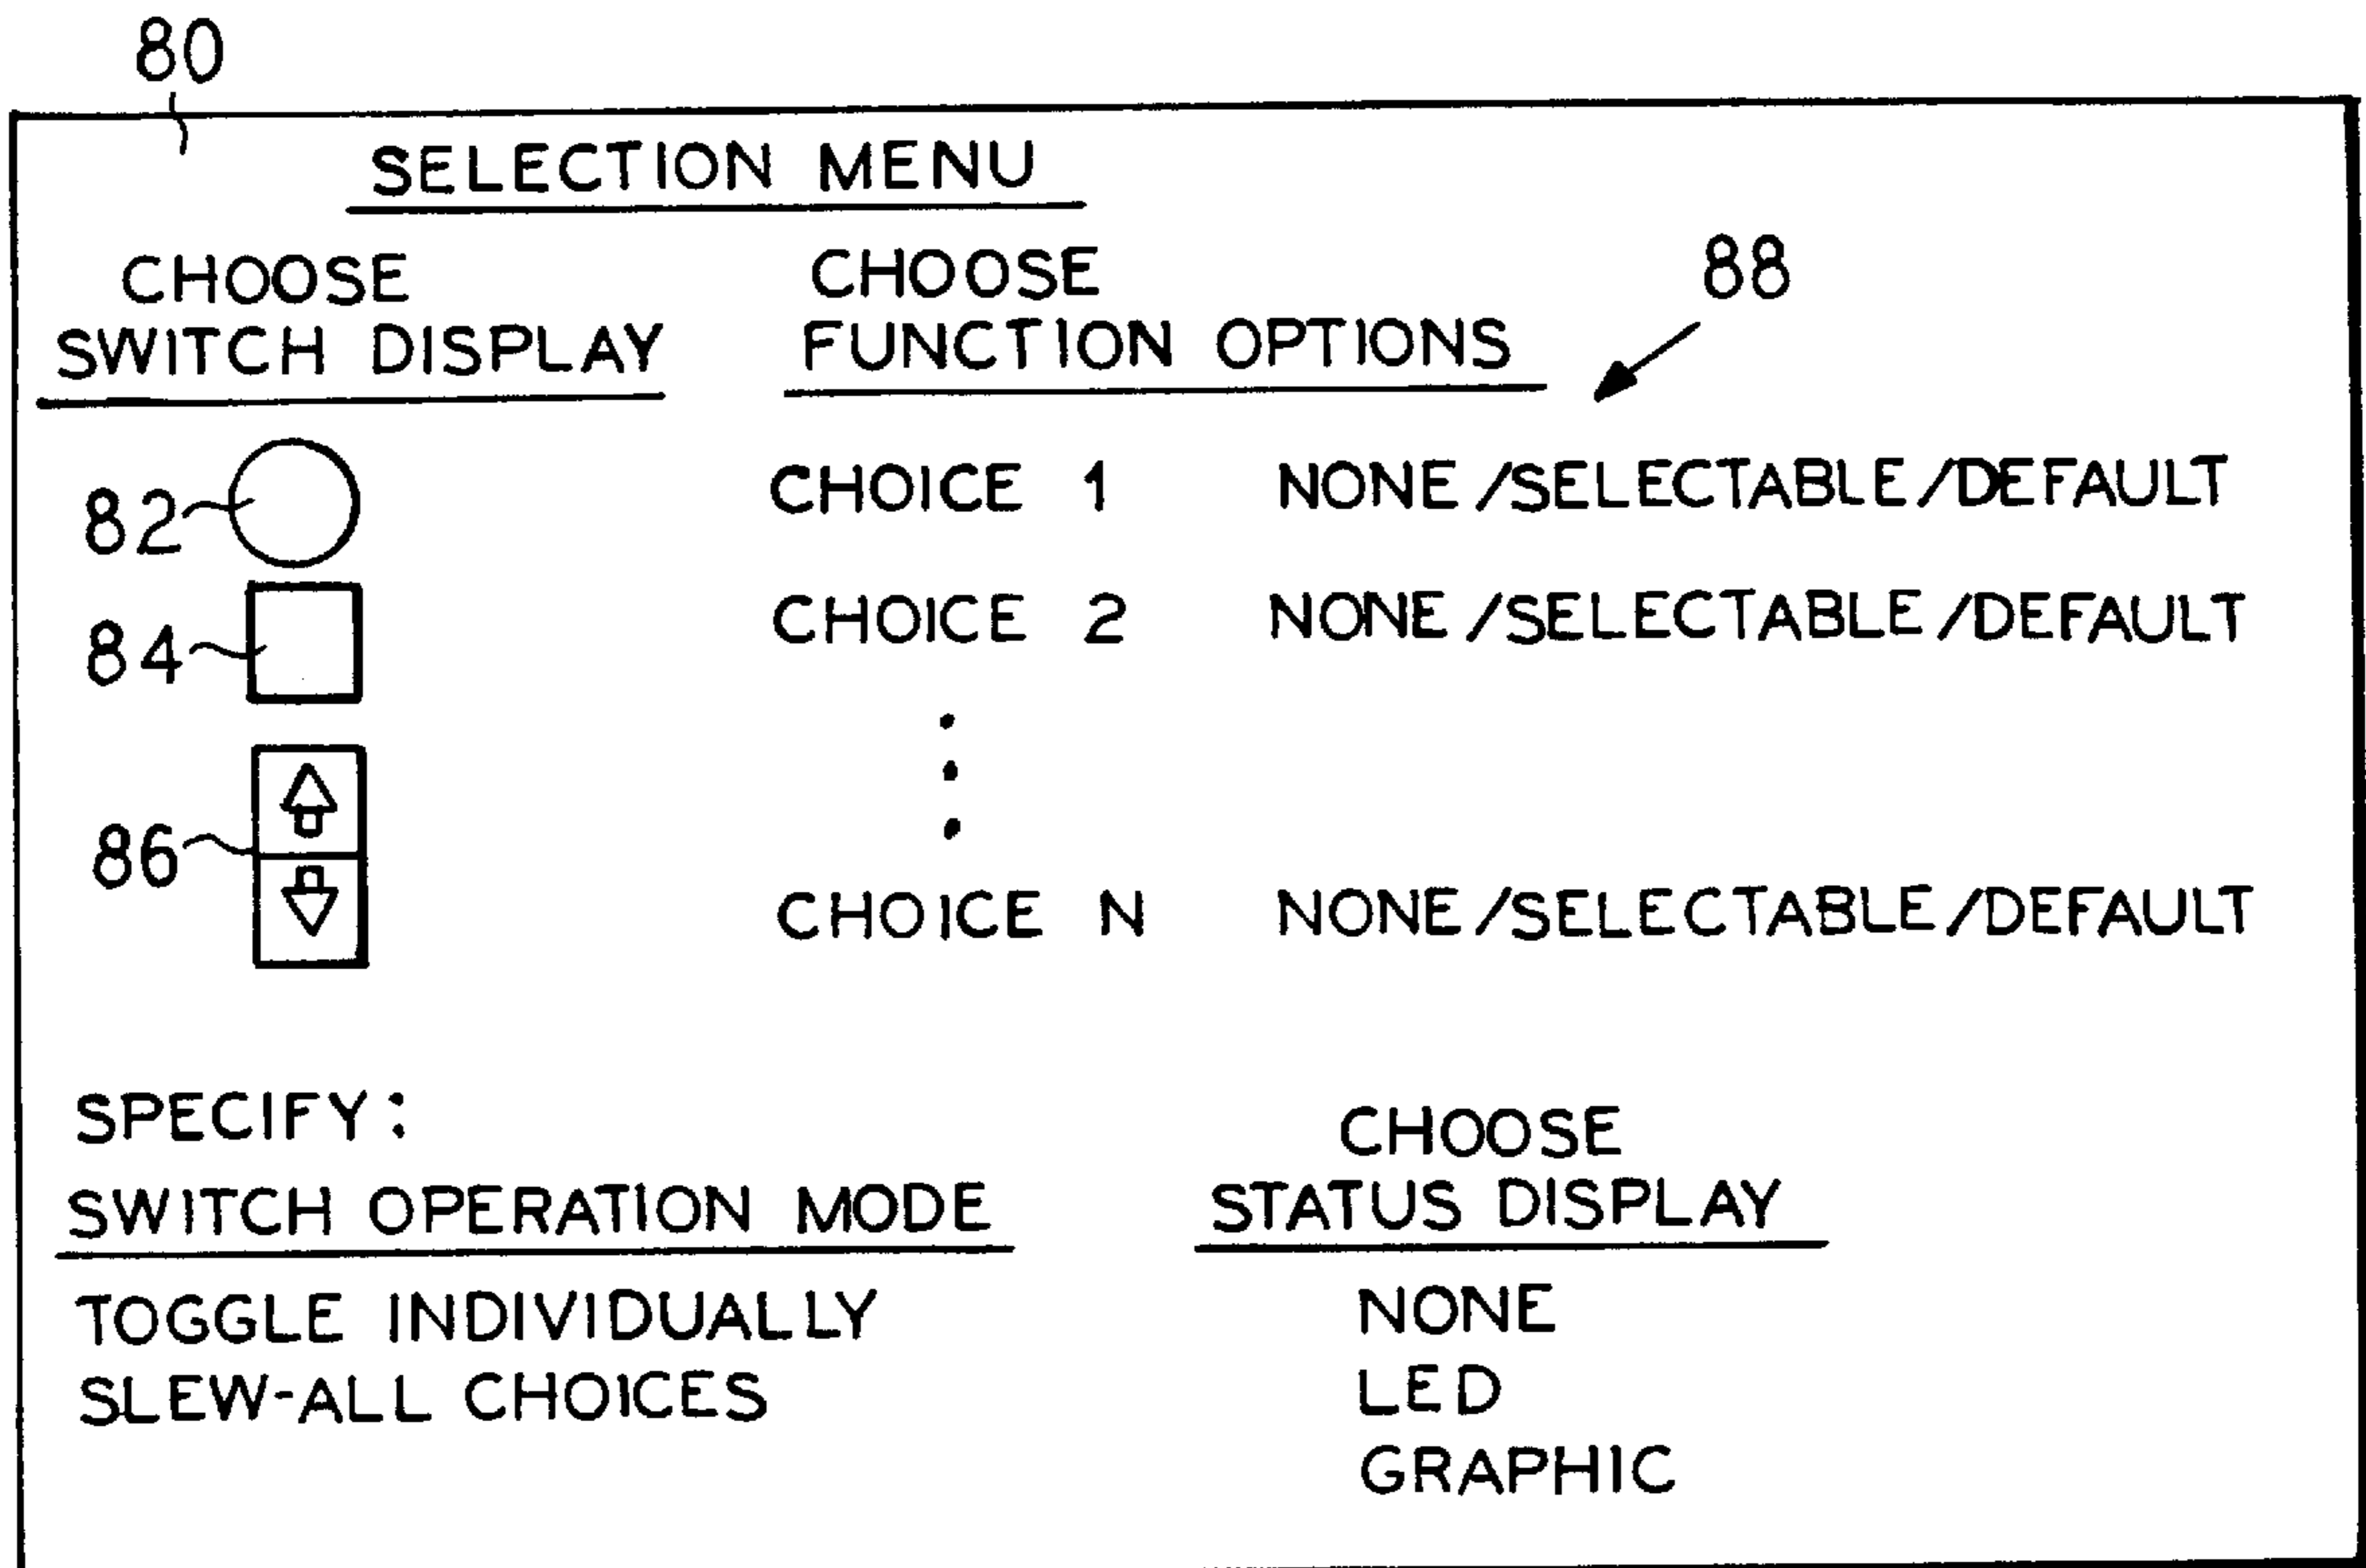 80
SELECTION MENU
CHOOSE
SWITCH DISPLAY
CHOOSE
FUNCTION OPTIONS
88
82
CHOICE 1 NONE/SELECTABLE/DEFAULT
84
CHOICE 2 NONE/SELECTABLE/DEFAULT
86
CHOICE N NONE/SELECTABLE/DEFAULT
SPECIFY:
SWITCH OPERATION MODE
TOGGLE INDIVIDUALLY
SLEW-ALL CHOICES
CHOOSE
STATUS DISPLAY
NONE
LED
GRAPHIC